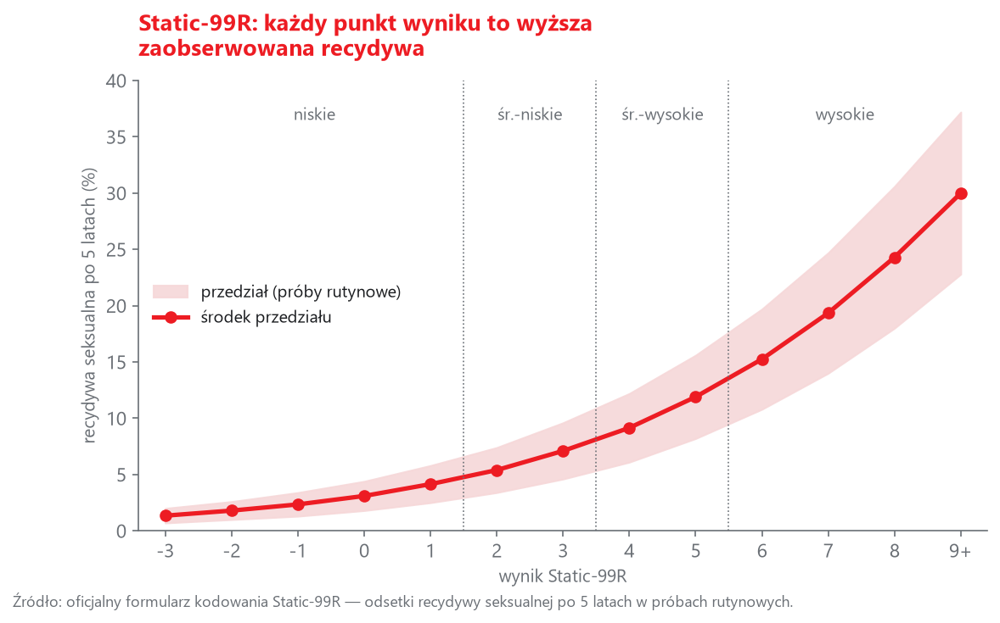 Static-99R: każdy punkt wyniku to wyższa
zaobserwowana recydywa
recydywa seksualna po 5 latach (%)
40
35
30
25
20
15
10
5
0
niskie
śr.-niskie
śr.-wysokie
wysokie
przedział (próby rutynowe)
środek przedziału
-3
-2
-1
0
1
2
3
4
5
6
7
8
9+
wynik Static-99R
Źródło: oficjalny formularz kodowania Static-99R — odsetki recydywy seksualnej po 5 latach w próbach rutynowych.